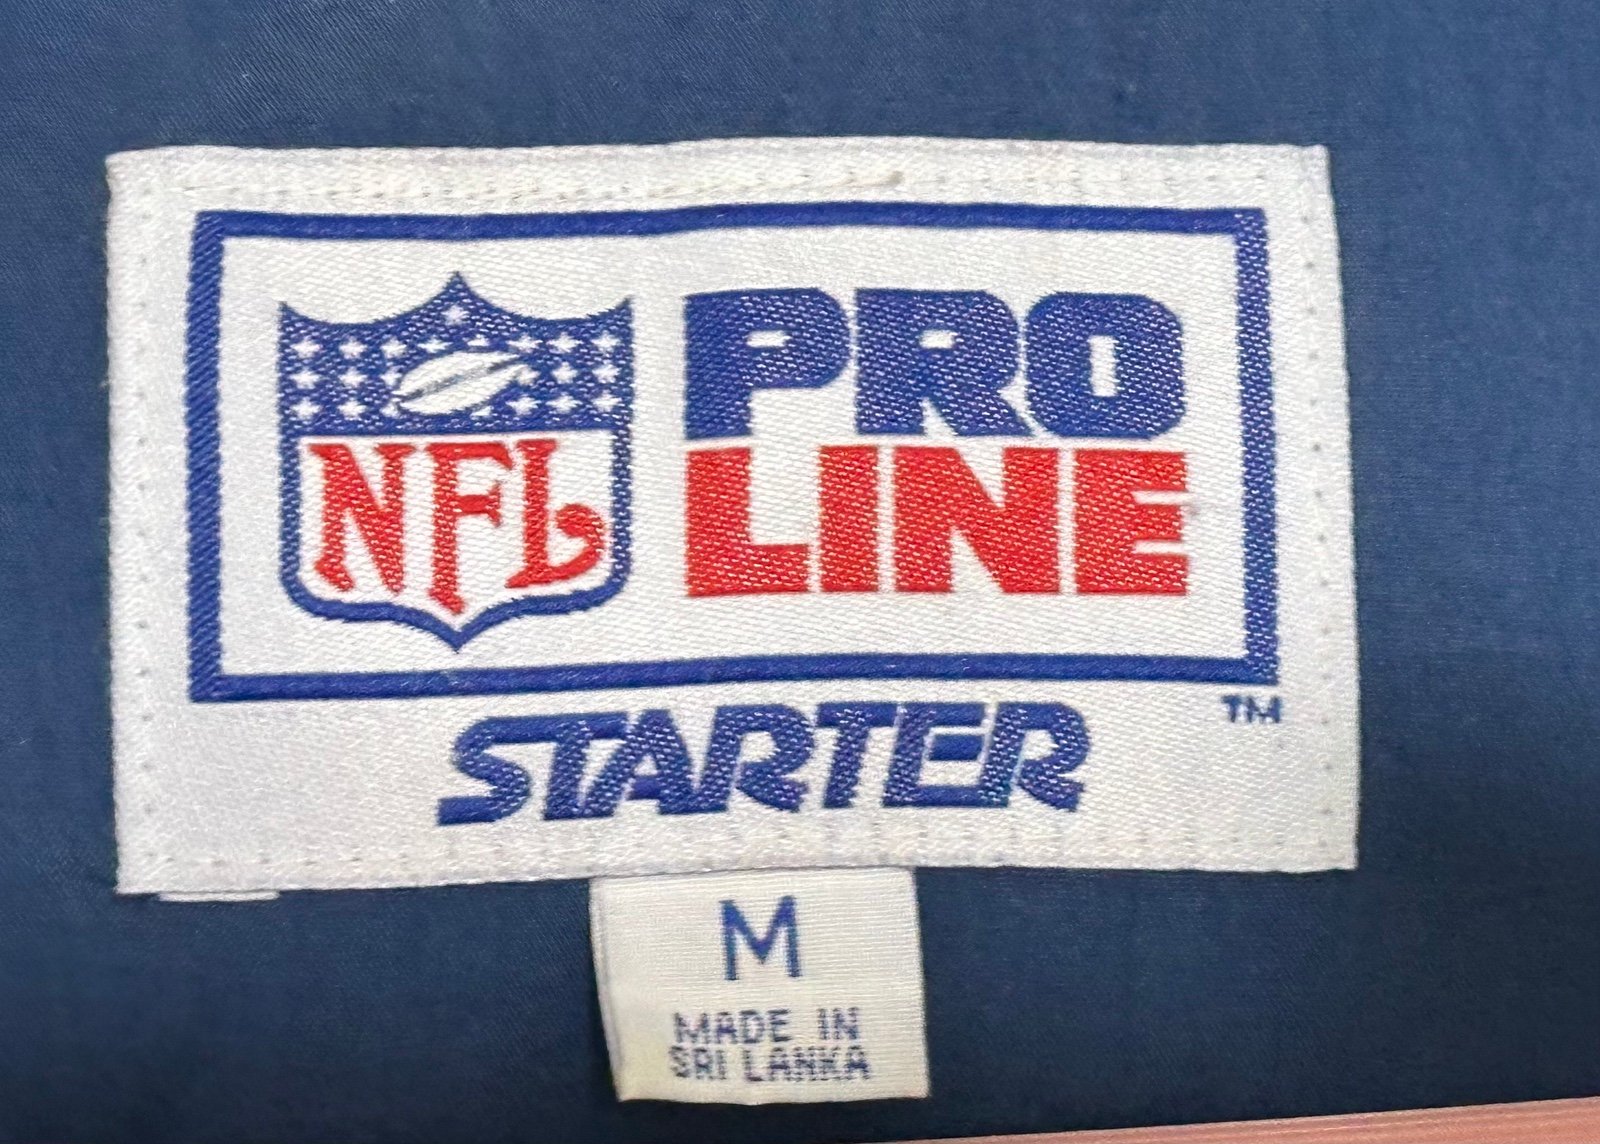 NFL
PRO
LINE
TM
STARTER
M
MADE IN
SRI LANKA